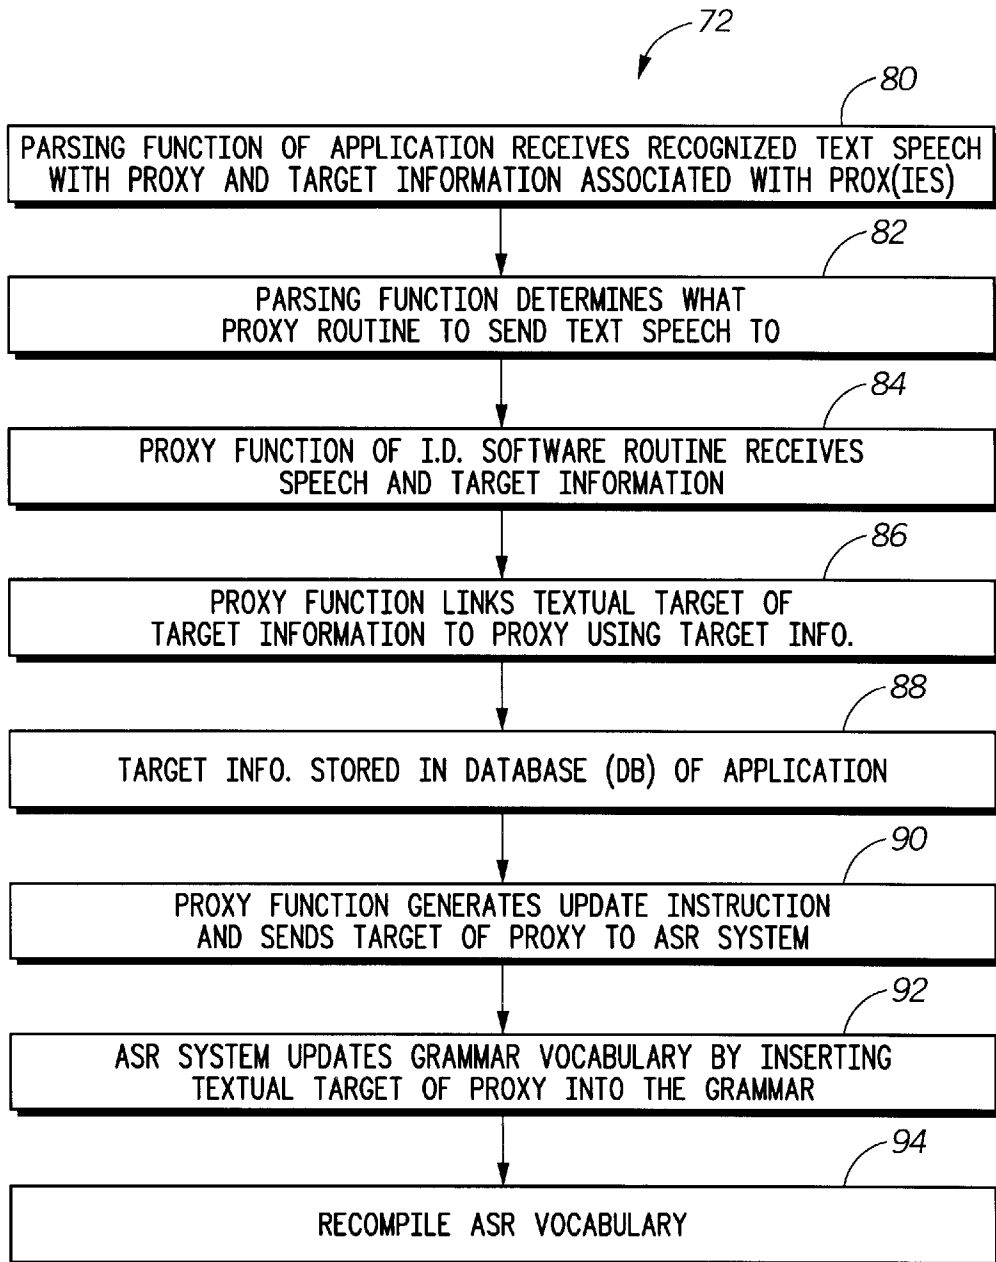 72
80
PARSING FUNCTION OF APPLICATION RECEIVES RECOGNIZED TEXT SPEECH
WITH PROXY AND TARGET INFORMATION ASSOCIATED WITH PROX(IES)
82
PARSING FUNCTION DETERMINES WHAT
PROXY ROUTINE TO SEND TEXT SPEECH TO
84
PROXY FUNCTION OF I.D. SOFTWARE ROUTINE RECEIVES
SPEECH AND TARGET INFORMATION
86
PROXY FUNCTION LINKS TEXTUAL TARGET OF
TARGET INFORMATION TO PROXY USING TARGET INFO.
88
TARGET INFO. STORED IN DATABASE (DB) OF APPLICATION
90
PROXY FUNCTION GENERATES UPDATE INSTRUCTION
AND SENDS TARGET OF PROXY TO ASR SYSTEM
92
ASR SYSTEM UPDATES GRAMMAR VOCABULARY BY INSERTING
TEXTUAL TARGET OF PROXY INTO THE GRAMMAR
94
RECOMPILE ASR VOCABULARY